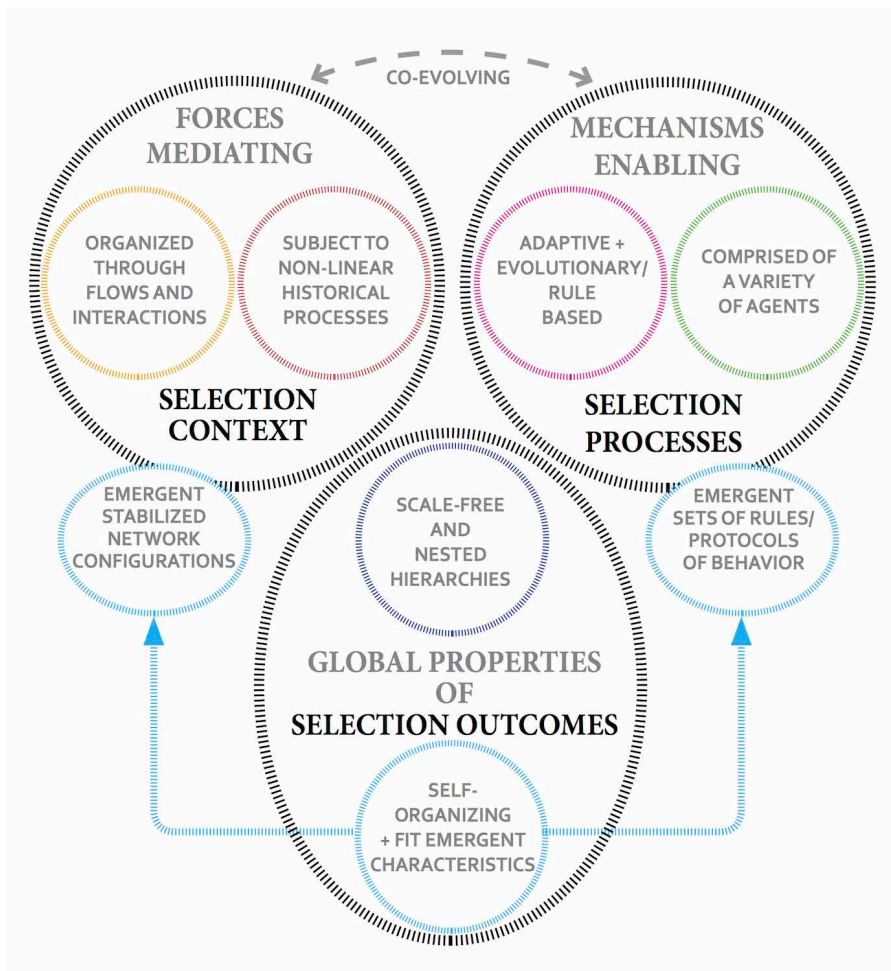 CO-EVOLVING
FORCES
MEDIATING
ORGANIZED
THROUGH
FLOWS AND
INTERACTIONS
SUBJECT TO
NON-LINEAR
HISTORICAL
PROCESSES
SELECTION
CONTEXT
MECHANISMS
ENABLING
ADAPTIVE +
EVOLUTIONARY/
RULE
BASED
COMPRISED OF
A VARIETY
OF AGENTS
SELECTION
PROCESSES
EMERGENT
STABILIZED
NETWORK
CONFIGURATIONS
SCALE-FREE
AND
NESTED
HIERARCHIES
EMERGENT
SETS OF RULES/
PROTOCOLS
OF BEHAVIOR
GLOBAL PROPERTIES
OF
SELECTION OUTCOMES
SELF-
ORGANIZING
+ FIT EMERGENT
CHARACTERISTICS